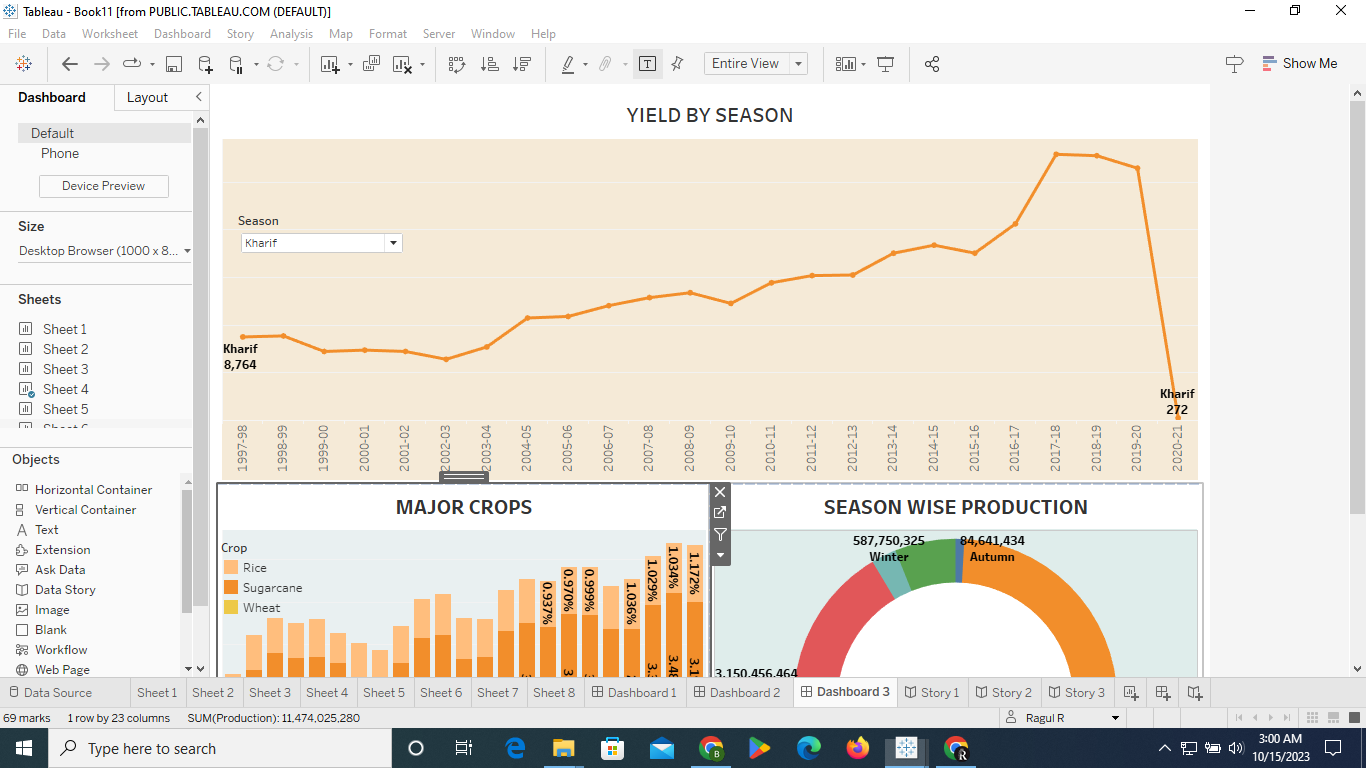 Tableau - Book11 [from PUBLIC.TABLEAU.COM (DEFAULT)]
File Data Worksheet Dashboard Story Analysis Map Format Server Window Help
Entire View
Show Me
Dashboard Layout
Default
Phone
Device Preview
Size
Desktop Browser (1000 x 8...
Sheets
Sheet 1
Sheet 2
Sheet 3
Sheet 4
Sheet 5
Objects
Horizontal Container
Vertical Container
Text
Extension
Ask Data
Data Story
Image
Blank
Workflow
Web Page
YIELD BY SEASON
Season
Kharif
Kharif
8,764
Kharif
272
1997-98 1998-99 1999-00 2000-01 2001-02 2002-03 2003-04 2004-05 2005-06 2006-07 2007-08 2008-09 2009-10 2010-11 2011-12 2012-13 2013-14 2014-15 2015-16 2016-17 2017-18 2018-19 2019-20 2020-21
MAJOR CROPS
Crop
Rice
Sugarcane
Wheat
0.937% 0.970% 0.999% 1.036% 1.029% 1.034% 1.172%
SEASON WISE PRODUCTION
587,750,325
Winter
84,641,434
Autumn
3,150,456,464
Data Source Sheet 1 Sheet 2 Sheet 3 Sheet 4 Sheet 5 Sheet 6 Sheet 7 Sheet 8 Dashboard 1 Dashboard 2 Dashboard 3 Story 1 Story 2 Story 3
69 marks 1 row by 23 columns SUM(Production): 11,474,025,280
Ragul R
Type here to search
3:00 AM
10/15/2023